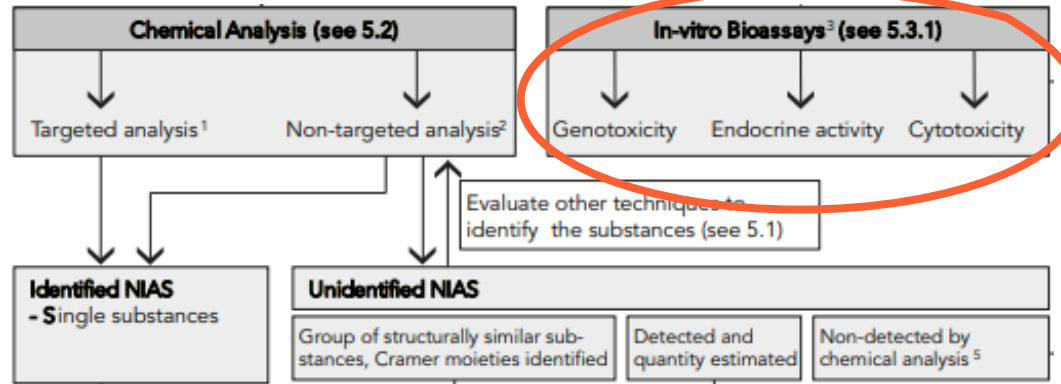 Chemical Analysis (see 5.2)
In-vitro Bioassays³ (see 5.3.1)
Targeted analysis¹
Non-targeted analysis²
Genotoxicity
Endocrine activity
Cytotoxicity
Evaluate other techniques to
identify the substances (see 5.1)
Identified NIAS
- Single substances
Unidentified NIAS
Group of structurally similar sub-
stances, Cramer moieties identified
Detected and
quantity estimated
Non-detected by
chemical analysis ⁵